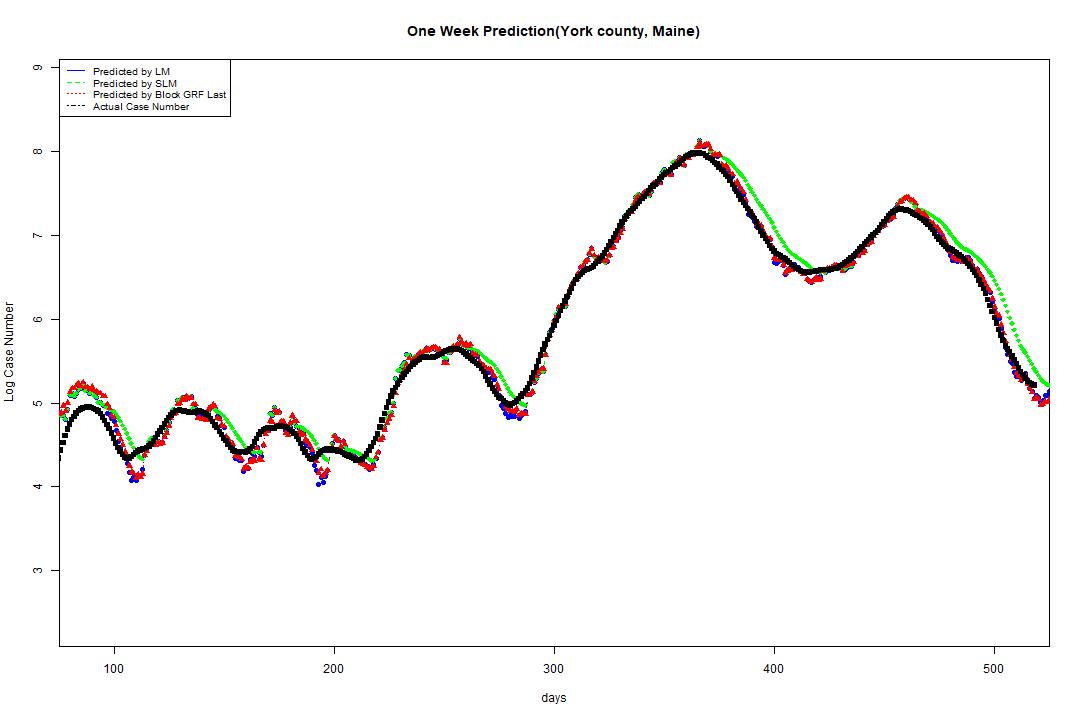 One Week Prediction(York county, Maine)
Predicted by LM
Predicted by SLM
Predicted by Block GRF Last
Actual Case Number
Log Case Number
9
8
7
6
5
4
3
100 200 300 400 500
days